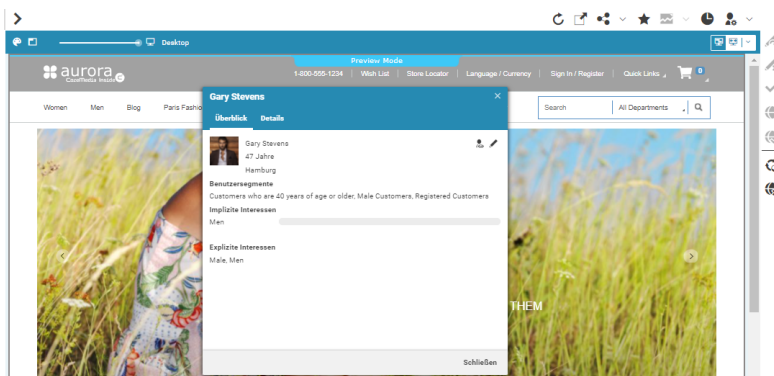 Desktop
Preview Mode
aurora
CoreMedia Inside
1-800-555-1234 | Wish List | Store Locator | Language / Currency | Sign In / Register | Quick Links
0
Women Men Blog Paris Fashio
Search All Departments
Gary Stevens
Überblick Details
Gary Stevens
47 Jahre
Hamburg
Benutzersegmente
Customers who are 40 years of age or older, Male Customers, Registered Customers
Implizite Interessen
Men
Explizite Interessen
Male, Men
THEM
Schließen